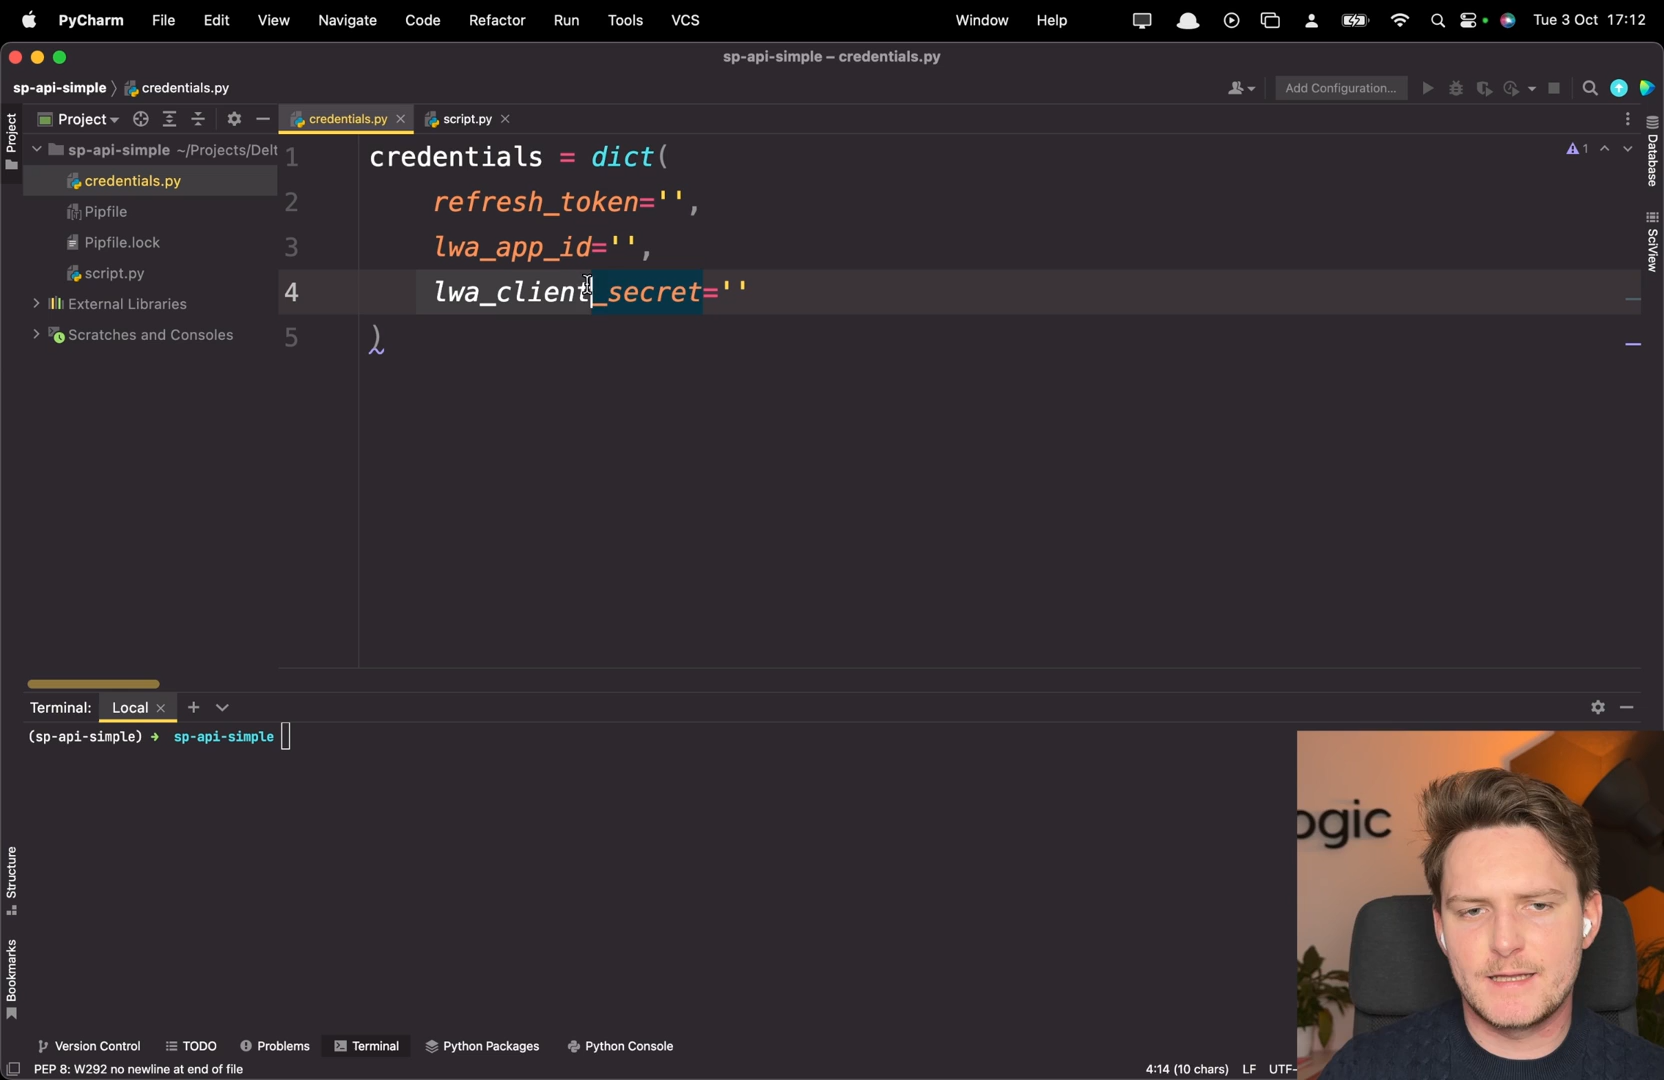 PyCharm File Edit View Navigate Code Refactor Run Tools VCS Window Help Tue 3 Oct 17:12
sp-api-simple – credentials.py
sp-api-simple credentials.py Add Configuration...
Project
Project credentials.py script.py
sp-api-simple ~/Projects/Delt
credentials.py
Pipfile
Pipfile.lock
script.py
External Libraries
Scratches and Consoles
1 credentials = dict(
2 refresh_token='',
3 lwa_app_id='',
4 lwa_client_secret=''
5 )
1
Database
SciView
Terminal: Local
(sp-api-simple) → sp-api-simple
ogic
Structure
Bookmarks
Version Control TODO Problems Terminal Python Packages Python Console
PEP 8: W292 no newline at end of file 4:14 (10 chars) LF UTF-